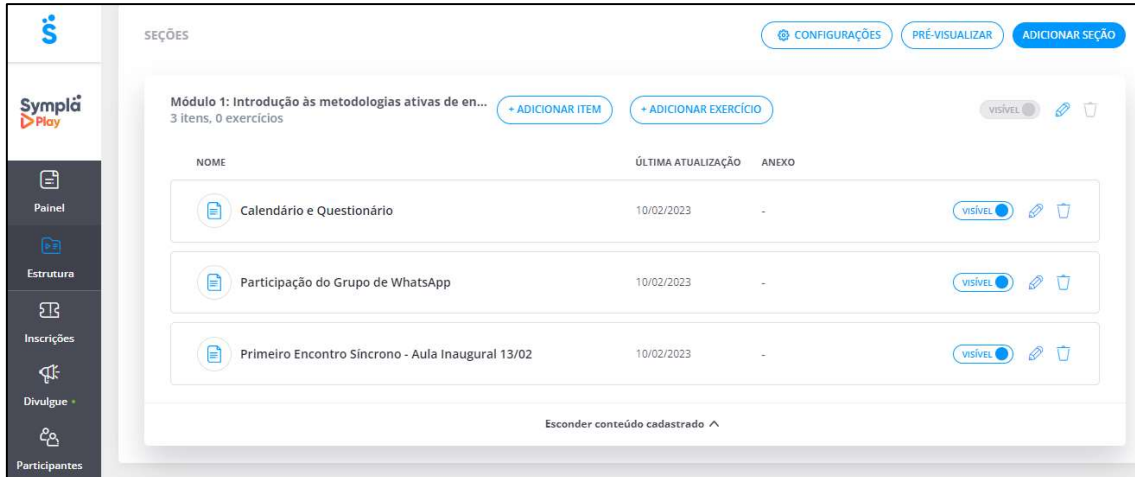 SEÇÕES
CONFIGURAÇÕES
PRÉ-VISUALIZAR
ADICIONAR SEÇÃO
Sympla
Play
Módulo 1: Introdução às metodologias ativas de en...
3 itens, 0 exercícios
+ ADICIONAR ITEM
+ ADICIONAR EXERCÍCIO
VISÍVEL
NOME
ÚLTIMA ATUALIZAÇÃO
ANEXO
Calendário e Questionário
10/02/2023
-
VISÍVEL
Participação do Grupo de WhatsApp
10/02/2023
-
VISÍVEL
Primeiro Encontro Síncrono - Aula Inaugural 13/02
10/02/2023
-
VISÍVEL
Esconder conteúdo cadastrado
Painel
Estrutura
Inscrições
Divulgue
Participantes